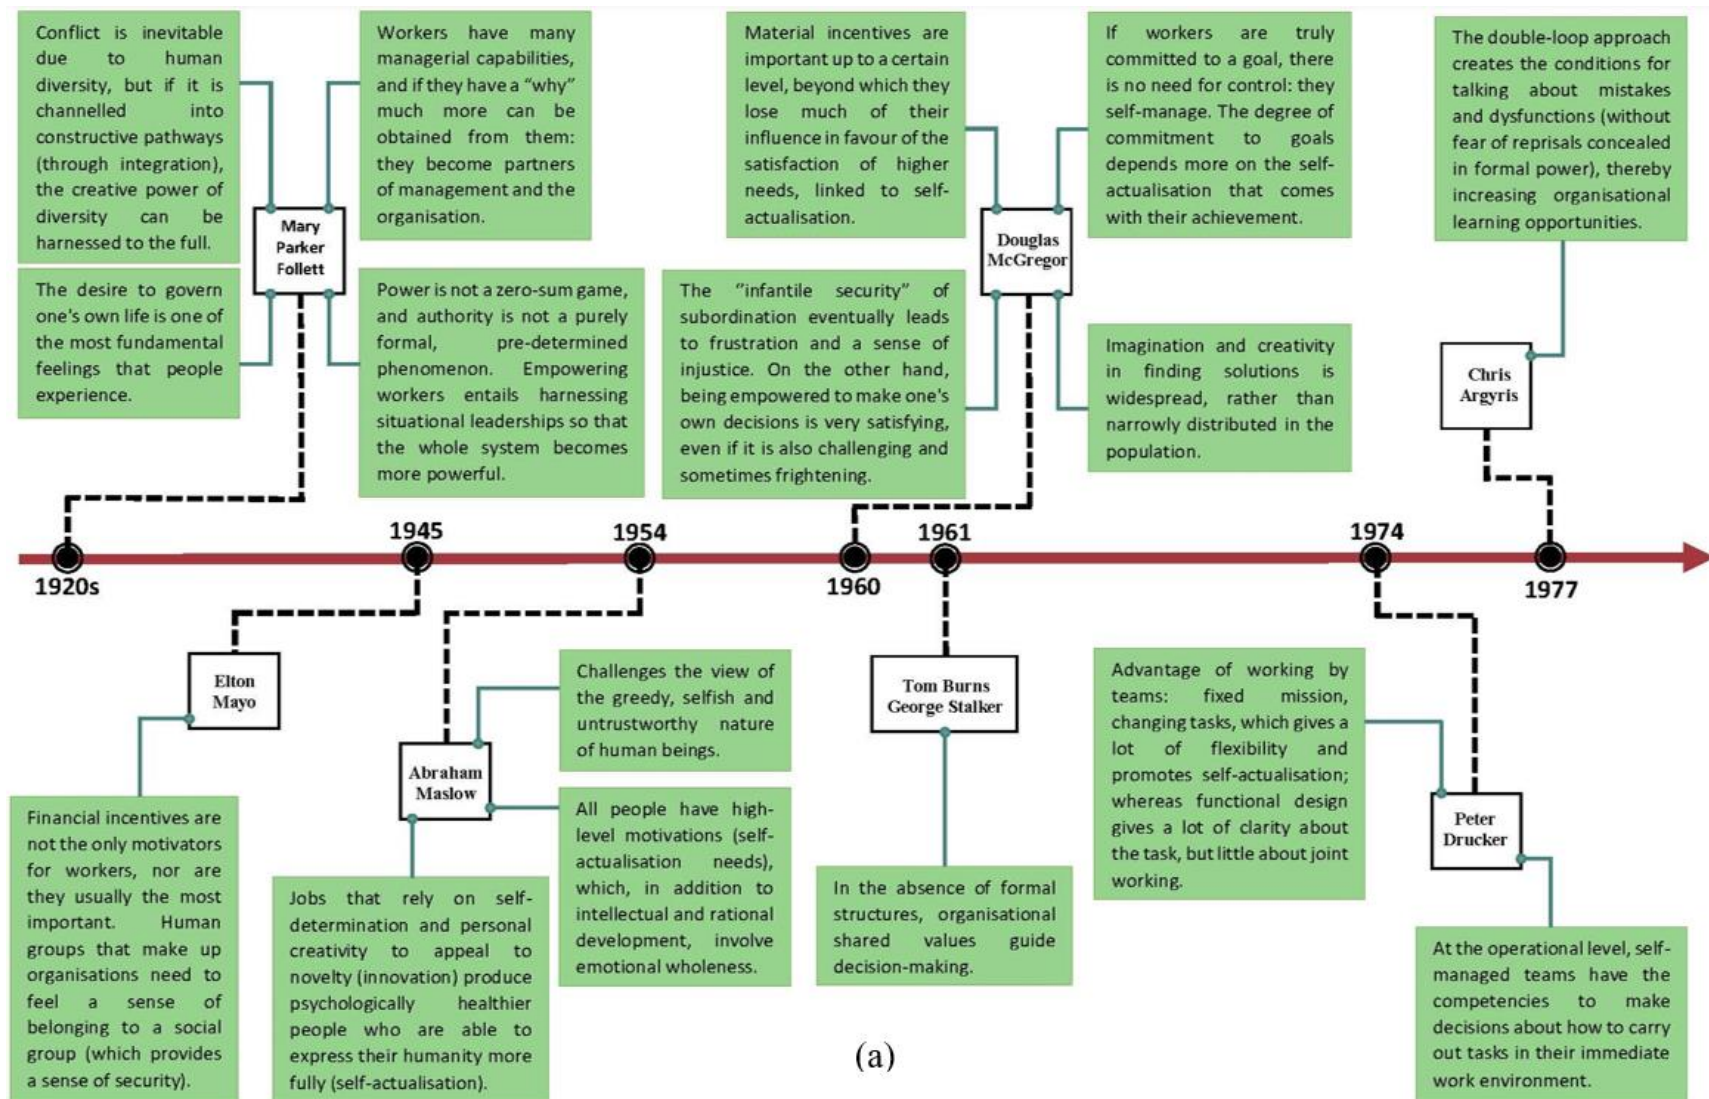 Conflict is inevitable
due to human
diversity, but if it is
channelled into
constructive pathways
(through integration),
the creative power of
diversity can be
harnessed to the full.
Workers have many
managerial capabilities,
and if they have a “why”
much more can be
obtained from them:
they become partners
of management and the
organisation.
Mary
Parker
Follett
The desire to govern
one's own life is one of
the most fundamental
feelings that people
experience.
Power is not a zero-sum game,
and authority is not a purely
formal, pre-determined
phenomenon. Empowering
workers entails harnessing
situational leaderships so that
the whole system becomes
more powerful.
Material incentives are
important up to a certain
level, beyond which they
lose much of their
influence in favour of the
satisfaction of higher
needs, linked to self-
actualisation.
If workers are truly
committed to a goal, there
is no need for control: they
self-manage. The degree of
commitment to goals
depends more on the self-
actualisation that comes
with their achievement.
Douglas
McGregor
The “infantile security” of
subordination eventually leads
to frustration and a sense of
injustice. On the other hand,
being empowered to make one's
own decisions is very satisfying,
even if it is also challenging and
sometimes frightening.
Imagination and creativity
in finding solutions is
widespread, rather than
narrowly distributed in the
population.
The double-loop approach
creates the conditions for
talking about mistakes
and dysfunctions (without
fear of reprisals concealed
in formal power), thereby
increasing organisational
learning opportunities.
Chris
Argyris
1920s
1945
1954
1960
1961
1974
1977
Elton
Mayo
Financial incentives are
not the only motivators
for workers, nor are
they usually the most
important. Human
groups that make up
organisations need to
feel a sense of
belonging to a social
group (which provides
a sense of security).
Abraham
Maslow
Challenges the view of
the greedy, selfish and
untrustworthy nature
of human beings.
All people have high-
level motivations (self-
actualisation needs),
which, in addition to
intellectual and rational
development, involve
emotional wholeness.
Jobs that rely on self-
determination and personal
creativity to appeal to
novelty (innovation) produce
psychologically healthier
people who are able to
express their humanity more
fully (self-actualisation).
Tom Burns
George Stalker
In the absence of formal
structures, organisational
shared values guide
decision-making.
Advantage of working by
teams: fixed mission,
changing tasks, which gives a
lot of flexibility and
promotes self-actualisation;
whereas functional design
gives a lot of clarity about
the task, but little about joint
working.
Peter
Drucker
At the operational level, self-
managed teams have the
competencies to make
decisions about how to carry
out tasks in their immediate
work environment.
(a)